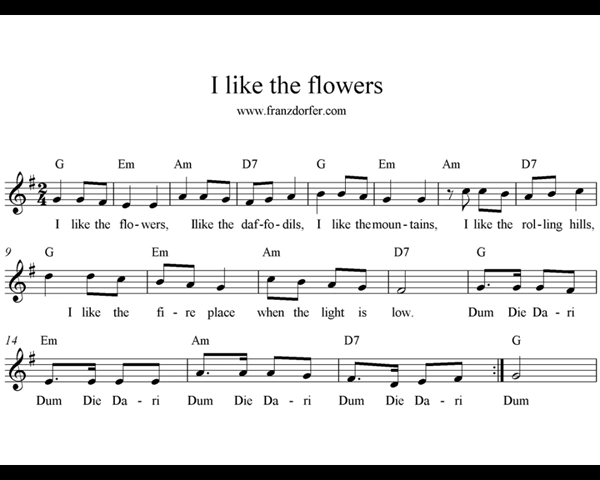 I like the flowers
www.franzdorfer.com
G Em Am D7 G Em Am D7
2/4
I like the flo-wers, Ilike the daf-fo-dils, I like the moun-tains, I like the rol-ling hills,
9 G Em Am D7 G
I like the fi-re place when the light is low. Dum Die Da-ri
14 Em Am D7 G
Dum Die Da-ri Dum Die Da-ri Dum Die Da-ri Dum